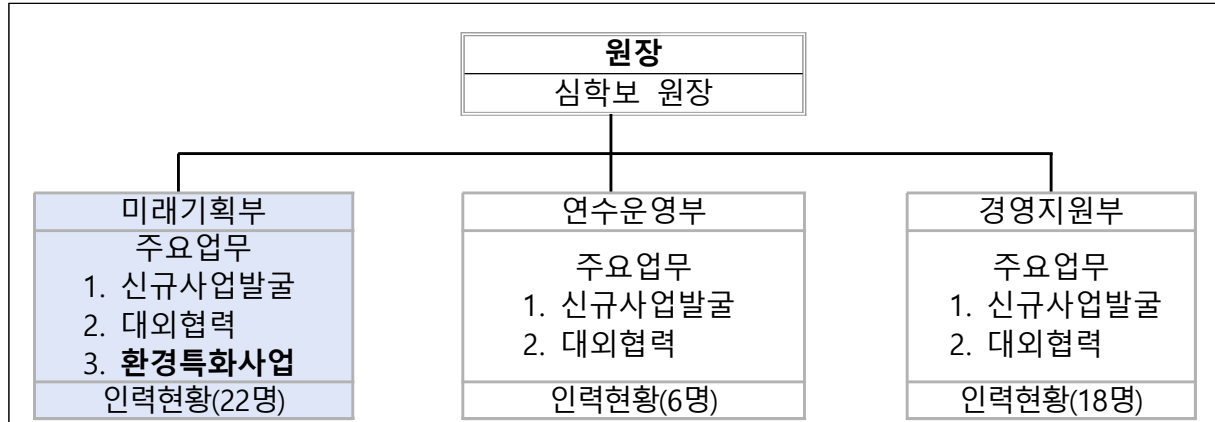 원장
심학보 원장
미래기획부
주요업무
1. 신규사업발굴
2. 대외협력
3. 환경특화사업
인력현황(22명)
연수운영부
주요업무
1. 신규사업발굴
2. 대외협력
인력현황(6명)
경영지원부
주요업무
1. 신규사업발굴
2. 대외협력
인력현황(18명)